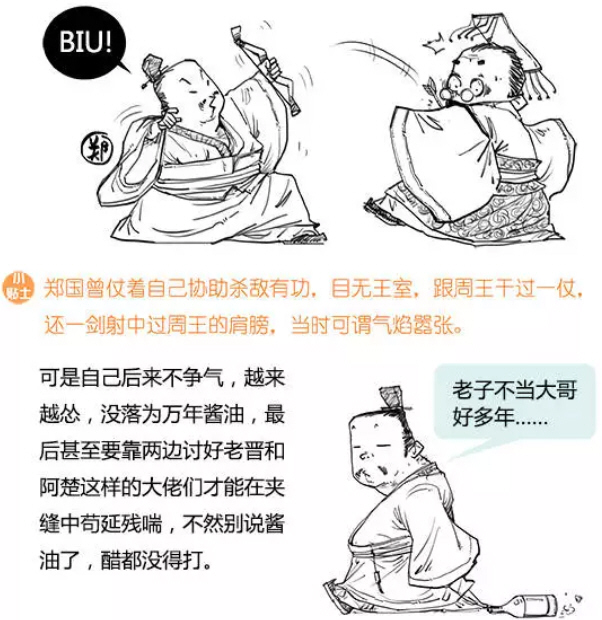 BIU!
郑
小
贴士
郑国曾仗着自己协助杀敌有功，目无王室，跟周王干过一仗，
还一剑射中过周王的肩膀，当时可谓气焰嚣张。
可是自己后来不争气，越来
越怂，没落为万年酱油，最
后甚至要靠两边讨好老晋和
阿楚这样的大佬们才能在夹
缝中苟延残喘，不然别说酱
油了，醋都没得打。
老子不当大哥
好多年......